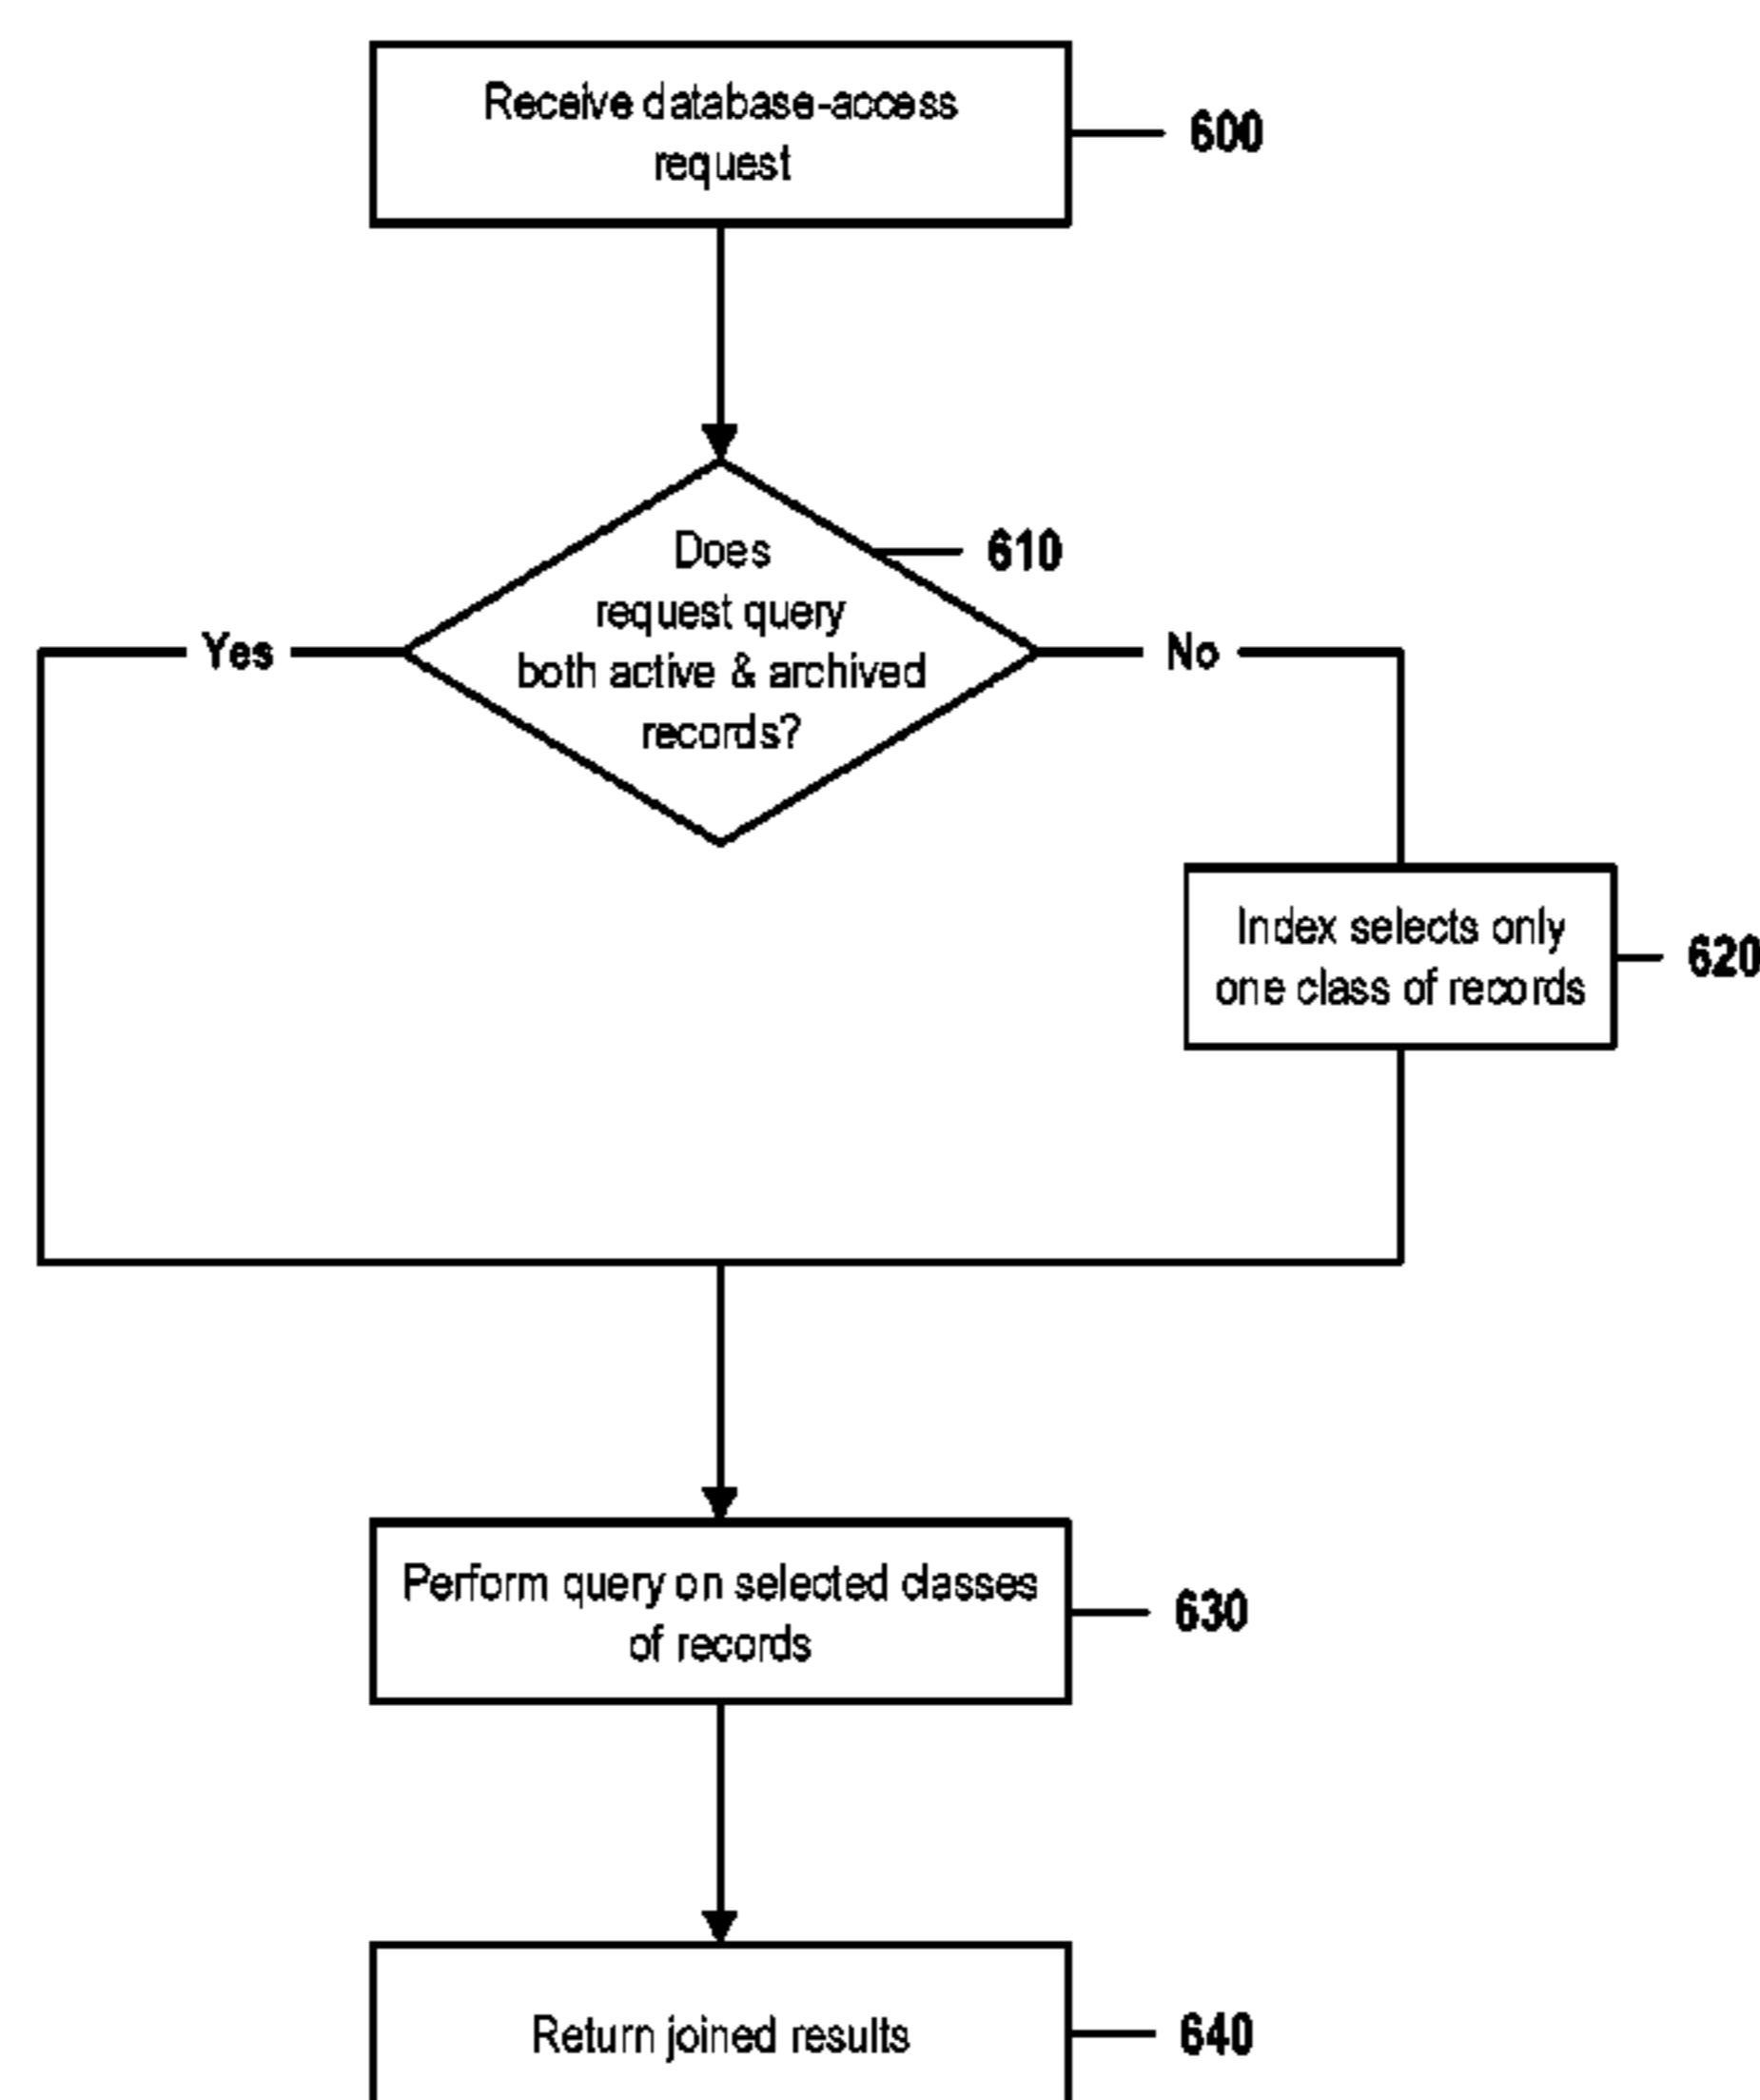 Receive database-access
request
600
Does
610
request query
both active & archived
records?
Yes
No
Index selects only
one class of records
620
Perform query on selected classes
of records
630
Return joined results
640